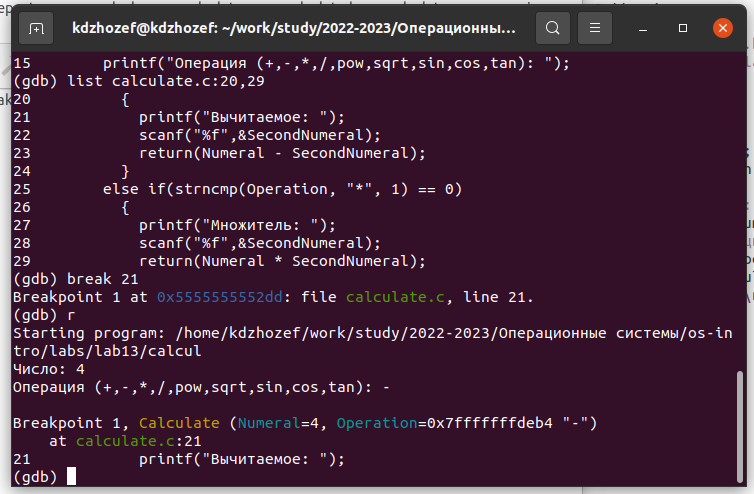 kdzhozef@kdzhozef: ~/work/study/2022-2023/Операционны...
15        printf("Операция (+,-,*,/,pow,sqrt,sin,cos,tan): ");
(gdb) list calculate.c:20,29
20          {
21            printf("Вычитаемое: ");
22            scanf("%f",&SecondNumeral);
23            return(Numeral - SecondNumeral);
24          }
25        else if(strncmp(Operation, "*", 1) == 0)
26          {
27            printf("Множитель: ");
28            scanf("%f",&SecondNumeral);
29            return(Numeral * SecondNumeral);
(gdb) break 21
Breakpoint 1 at 0x5555555552dd: file calculate.c, line 21.
(gdb) r
Starting program: /home/kdzhozef/work/study/2022-2023/Операционные системы/os-in
tro/labs/lab13/calcul
Число: 4
Операция (+,-,*,/,pow,sqrt,sin,cos,tan): -
Breakpoint 1, Calculate (Numeral=4, Operation=0x7fffffffdeb4 "-")
    at calculate.c:21
21            printf("Вычитаемое: ");
(gdb)